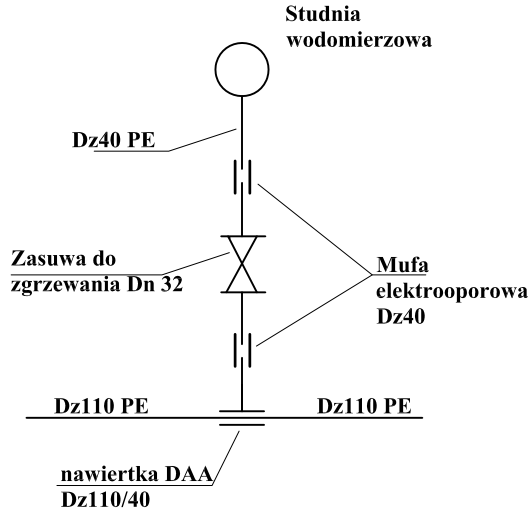 Studnia
wodomierzowa
Dz40 PE
Zasuwa do
zgrzewania Dn 32
Mufa
elektrooporowa
Dz40
Dz110 PE
Dz110 PE
nawiertka DAA
Dz110/40